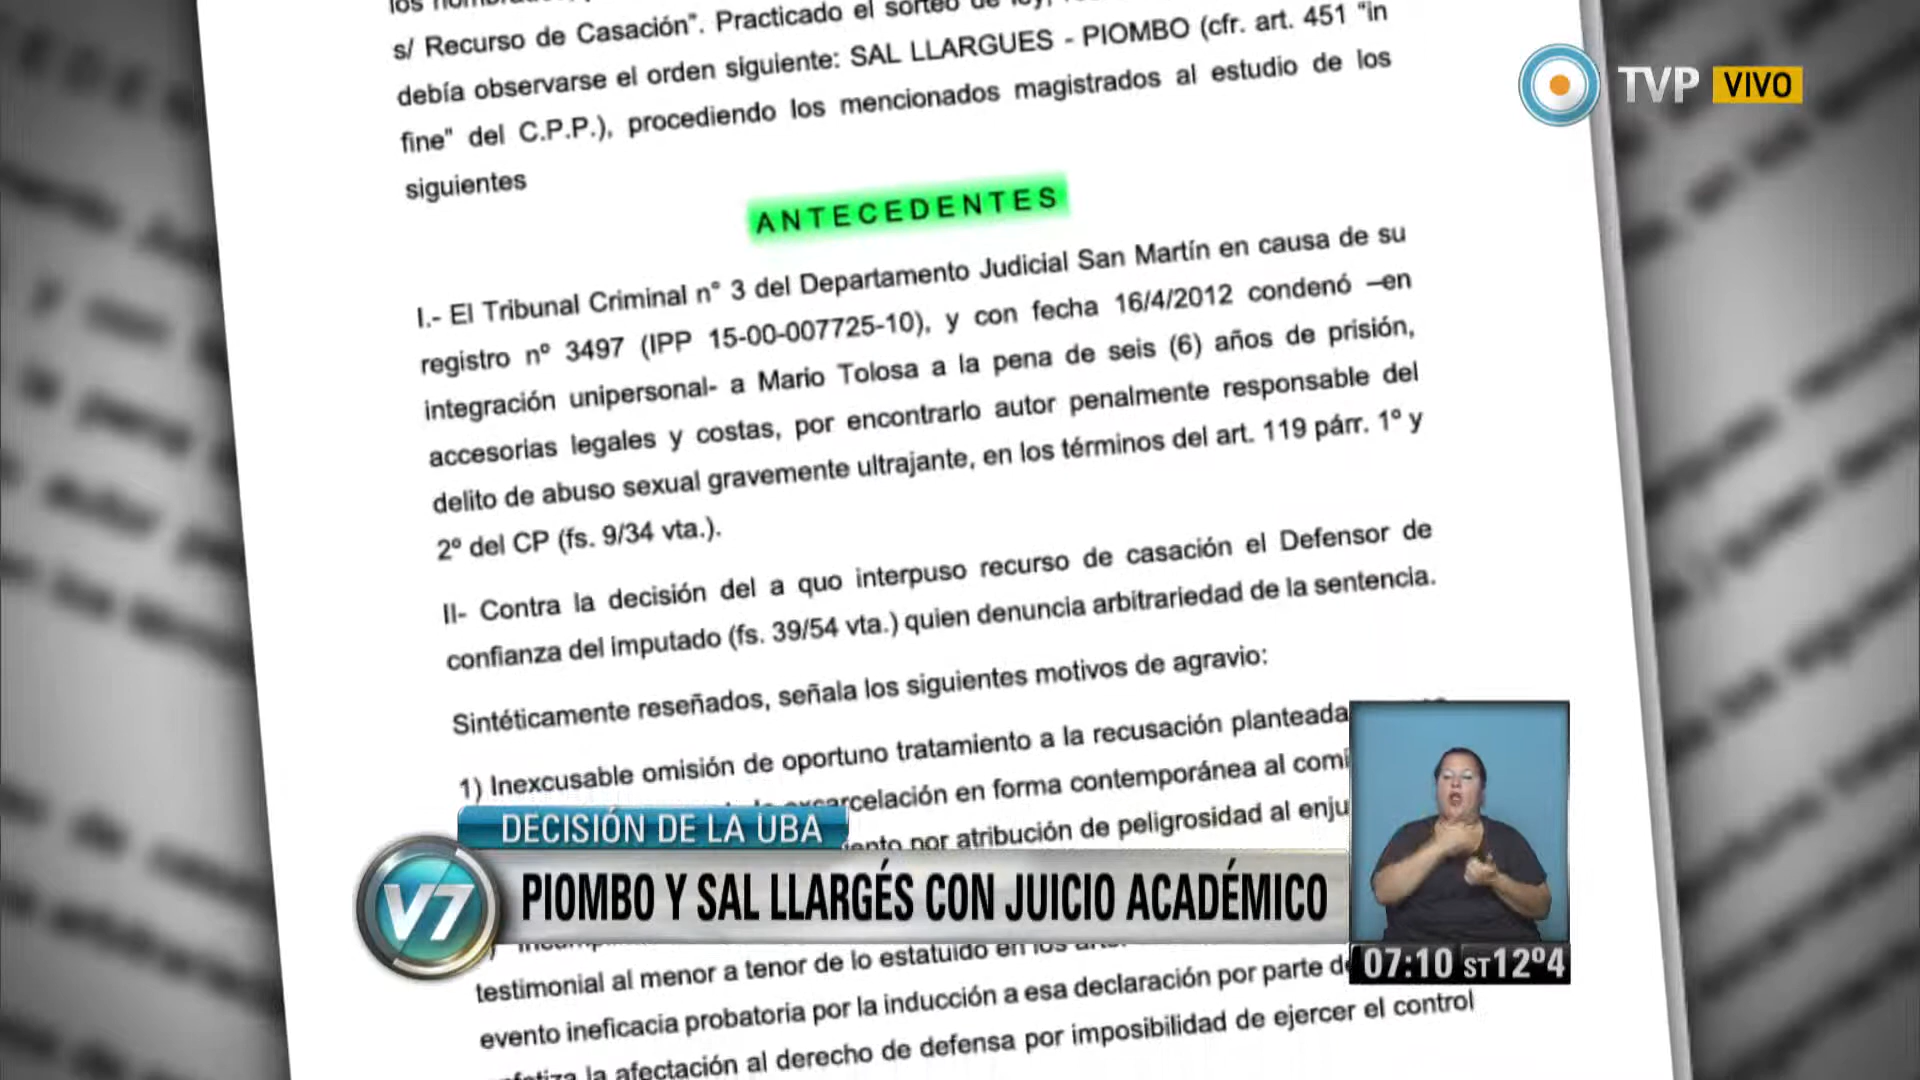 s/ Recurso de Casación". Practicado el sorteo de ley,
debía observarse el orden siguiente: SAL LLARGUES - PIOMBO (cfr. art. 451 "in
fine" del C.P.P.), procediendo los mencionados magistrados al estudio de los
siguientes
ANTECEDENTES
I.- El Tribunal Criminal n° 3 del Departamento Judicial San Martín en causa de su
registro nº 3497 (IPP 15-00-007725-10), y con fecha 16/4/2012 condenó –en
integración unipersonal- a Mario Tolosa a la pena de seis (6) años de prisión,
accesorias legales y costas, por encontrarlo autor penalmente responsable del
delito de abuso sexual gravemente ultrajante, en los términos del art. 119 párr. 1º y
2º del CP (fs. 9/34 vta.).
II- Contra la decisión del a quo interpuso recurso de casación el Defensor de
confianza del imputado (fs. 39/54 vta.) quien denuncia arbitrariedad de la sentencia.
Sintéticamente reseñados, señala los siguientes motivos de agravio:
1) Inexcusable omisión de oportuno tratamiento a la recusación planteada
en forma contemporánea al
por atribución de peligrosidad al
testimonial al menor a tenor de lo estatuido en los
evento ineficacia probatoria por la inducción a esa declaración por parte
la afectación al derecho de defensa por imposibilidad de ejercer el control
TVP VIVO
DECISIÓN DE LA UBA
V7
PIOMBO Y SAL LLARGÉS CON JUICIO ACADÉMICO
07:10 ST 12º4